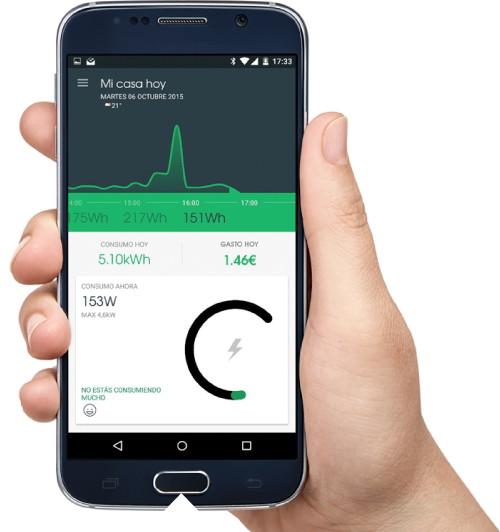 17:33
Mi casa hoy
MARTES 06 OCTUBRE 2015
21°
4:00 15:00 16:00 17:00
175Wh 217Wh 151Wh
CONSUMO HOY GASTO HOY
5.10kWh 1.46€
CONSUMO AHORA
153W
MAX 4,6kW
NO ESTÁS CONSUMIENDO
MUCHO